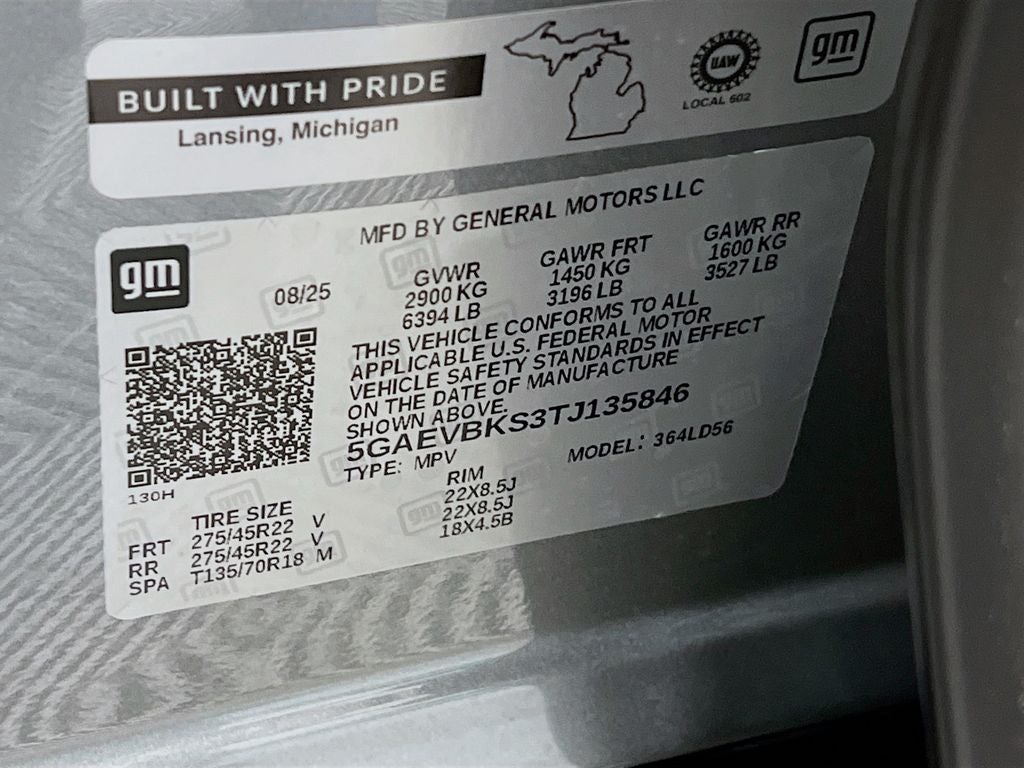 BUILT WITH PRIDE
Lansing, Michigan
UAW
LOCAL 602
gm
gm
MFD BY GENERAL MOTORS LLC
08/25
GVWR
2900 KG
6394 LB
GAWR FRT
1450 KG
3196 LB
GAWR RR
1600 KG
3527 LB
THIS VEHICLE CONFORMS TO ALL
APPLICABLE U.S. FEDERAL MOTOR
VEHICLE SAFETY STANDARDS IN EFFECT
ON THE DATE OF MANUFACTURE
SHOWN ABOVE.
5GAEVBKS3TJ135846
TYPE: MPV MODEL: 364LD56
130H
TIRE SIZE RIM
FRT 275/45R22 V 22X8.5J
RR 275/45R22 V 22X8.5J
SPA T135/70R18 M 18X4.5B